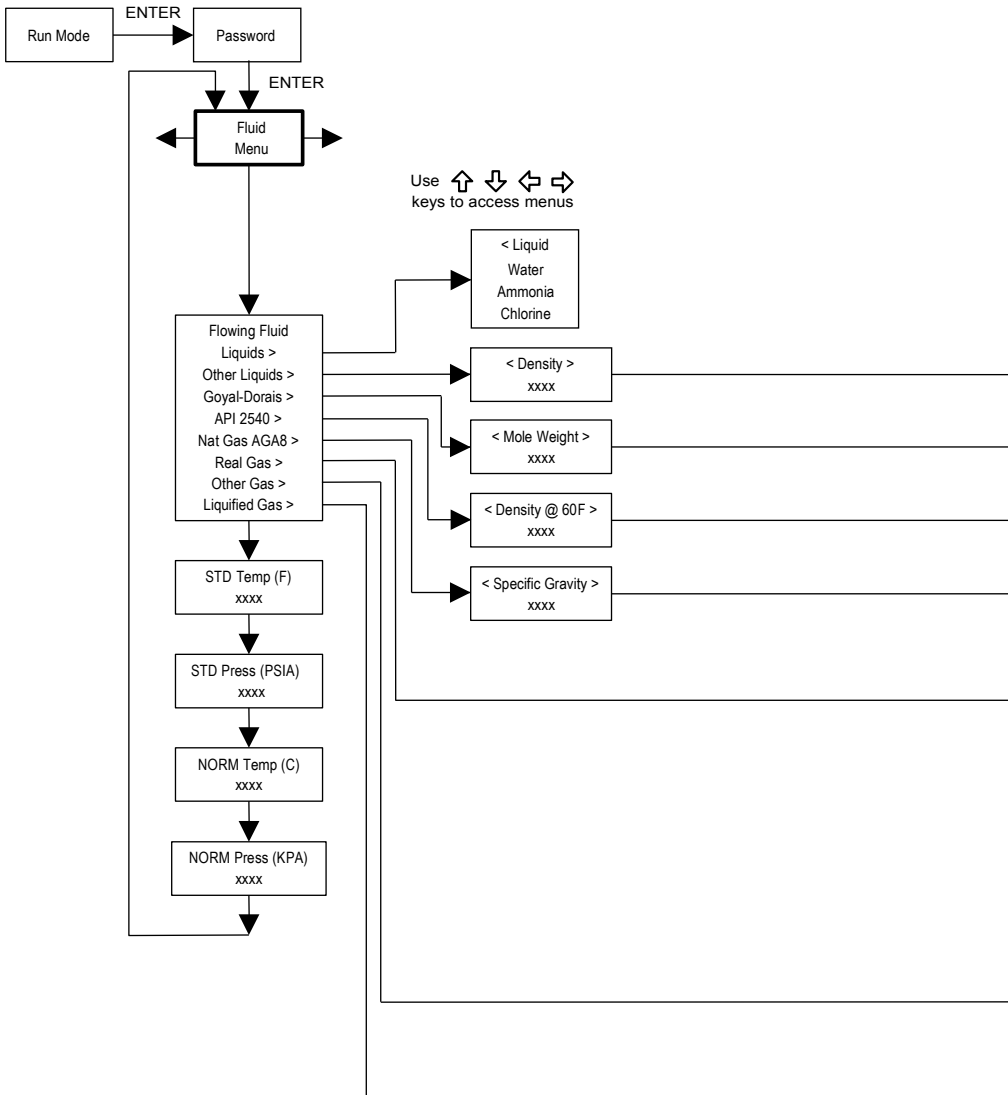 ENTER
Run Mode
Password
ENTER
Fluid
Menu
Use
keys to access menus
< Liquid
Water
Ammonia
Chlorine
Flowing Fluid
Liquids >
Other Liquids >
Goyal-Dorais >
API 2540 >
Nat Gas AGA8 >
Real Gas >
Other Gas >
Liquified Gas >
< Density >
xxxx
< Mole Weight >
xxxx
< Density @ 60F >
xxxx
< Specific Gravity >
xxxx
STD Temp (F)
xxxx
STD Press (PSIA)
xxxx
NORM Temp (C)
xxxx
NORM Press (KPA)
xxxx